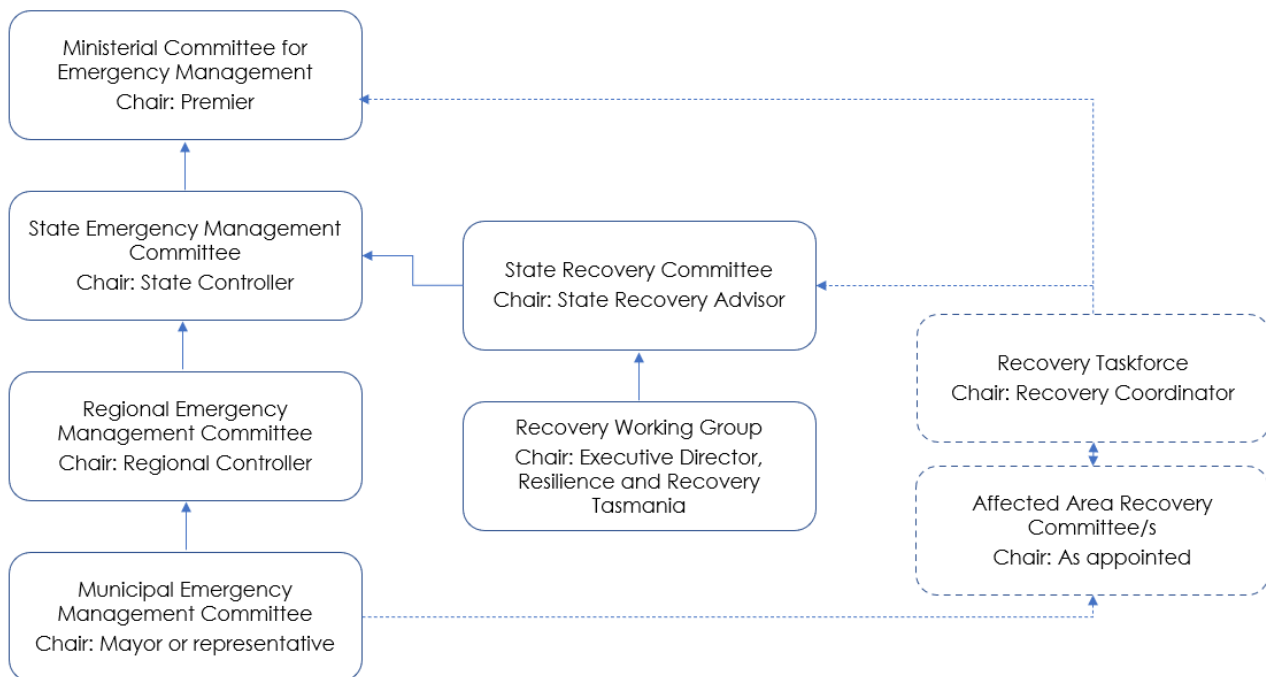 Ministerial Committee for
Emergency Management
Chair: Premier
State Emergency Management
Committee
Chair: State Controller
State Recovery Committee
Chair: State Recovery Advisor
Recovery Taskforce
Chair: Recovery Coordinator
Regional Emergency
Management Committee
Chair: Regional Controller
Recovery Working Group
Chair: Executive Director,
Resilience and Recovery
Tasmania
Affected Area Recovery
Committee/s
Chair: As appointed
Municipal Emergency
Management Committee
Chair: Mayor or representative